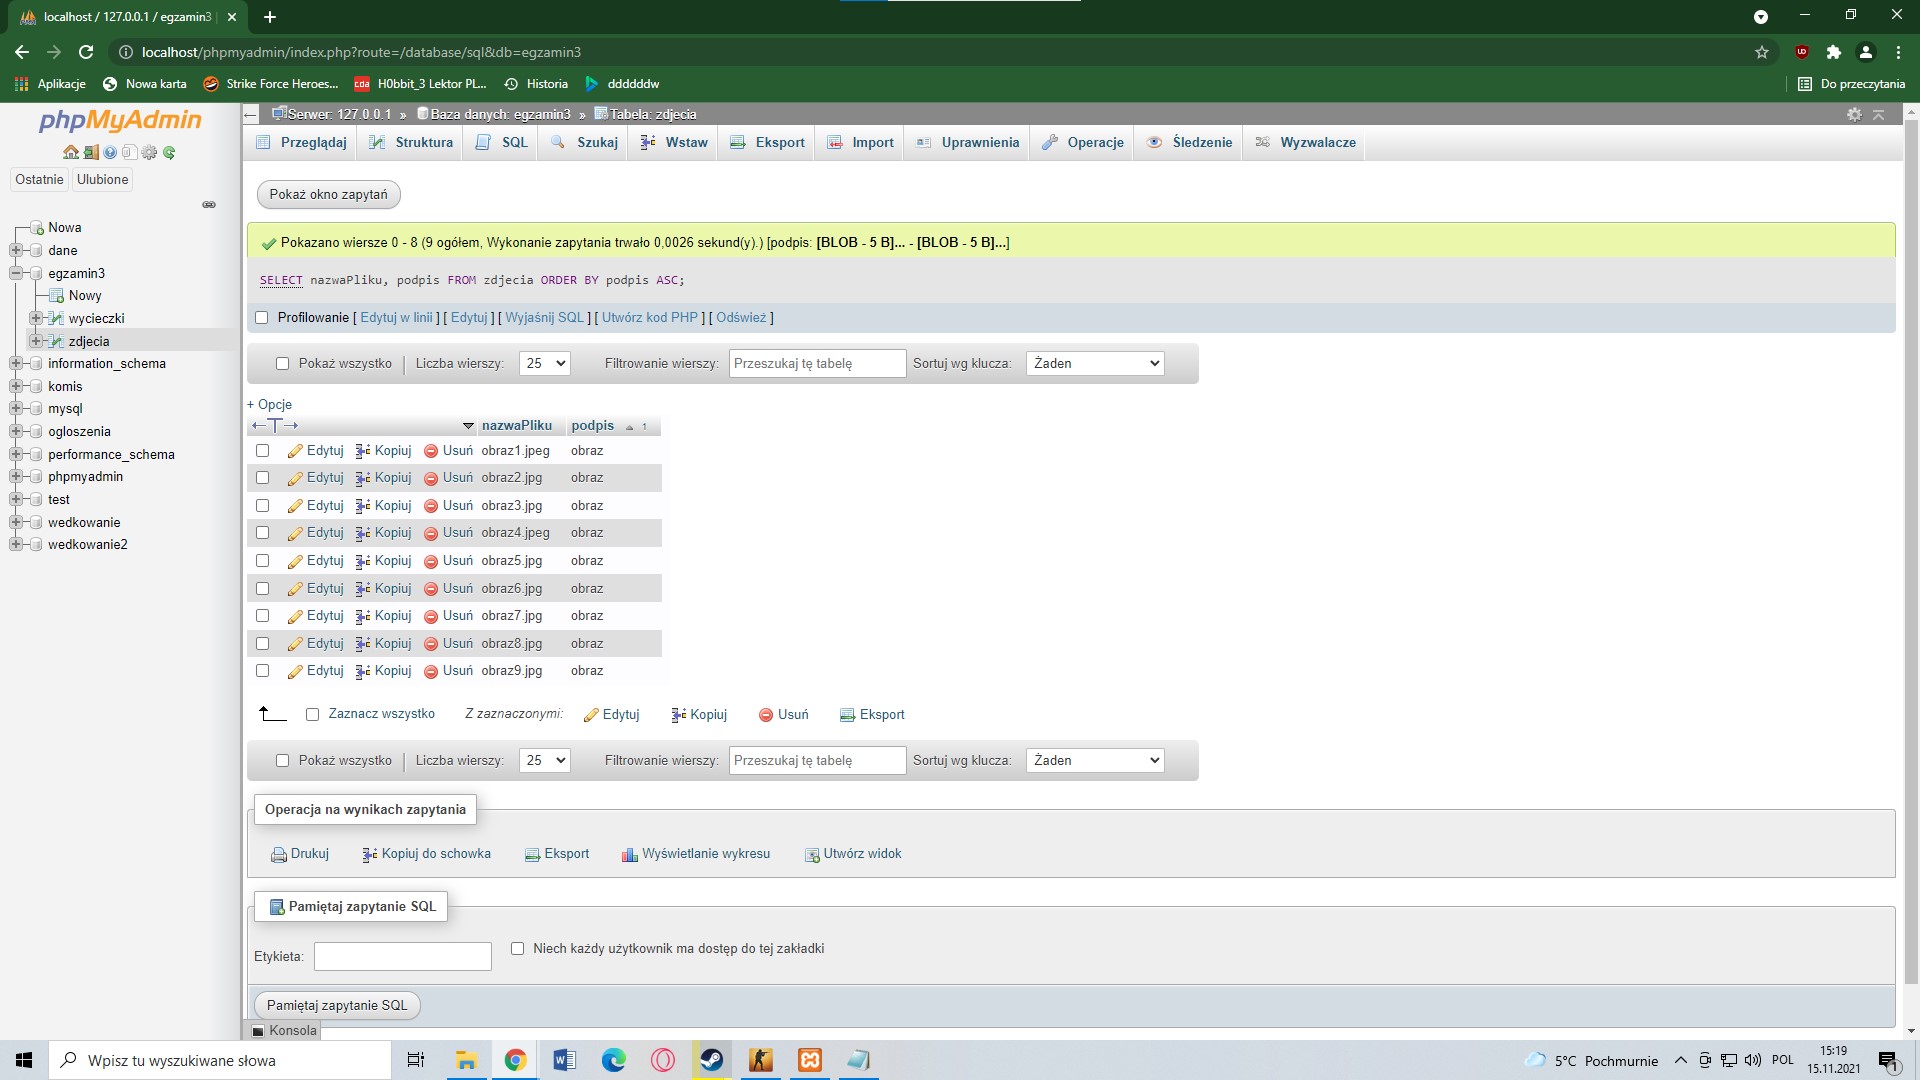 localhost / 127.0.0.1 / egzamin3
localhost/phpmyadmin/index.php?route=/database/sql&db=egzamin3
Aplikacje Nowa karta Strike Force Heroes... cda H0bbit_3 Lektor PL... Historia ddddddw Do przeczytania
phpMyAdmin
Ostatnie Ulubione
Nowa
dane
egzamin3
Nowy
wycieczki
zdjecia
information_schema
komis
mysql
ogloszenia
performance_schema
phpmyadmin
test
wedkowanie
wedkowanie2
Serwer: 127.0.0.1 » Baza danych: egzamin3 » Tabela: zdjecia
Przeglądaj Struktura SQL Szukaj Wstaw Eksport Import Uprawnienia Operacje Śledzenie Wyzwalacze
Pokaż okno zapytań
Pokazano wiersze 0 - 8 (9 ogółem, Wykonanie zapytania trwało 0,0026 sekund(y).) [podpis: [BLOB - 5 B]... - [BLOB - 5 B]...]
SELECT nazwaPliku, podpis FROM zdjecia ORDER BY podpis ASC;
Profilowanie [ Edytuj w linii ] [ Edytuj ] [ Wyjaśnij SQL ] [ Utwórz kod PHP ] [ Odśwież ]
Pokaż wszystko | Liczba wierszy: 25 Filtrowanie wierszy: Przeszukaj tę tabelę Sortuj wg klucza: Żaden
+ Opcje
←T→ nazwaPliku podpis 1
Edytuj Kopiuj Usuń obraz1.jpeg obraz
Edytuj Kopiuj Usuń obraz2.jpg obraz
Edytuj Kopiuj Usuń obraz3.jpg obraz
Edytuj Kopiuj Usuń obraz4.jpeg obraz
Edytuj Kopiuj Usuń obraz5.jpg obraz
Edytuj Kopiuj Usuń obraz6.jpg obraz
Edytuj Kopiuj Usuń obraz7.jpg obraz
Edytuj Kopiuj Usuń obraz8.jpg obraz
Edytuj Kopiuj Usuń obraz9.jpg obraz
Zaznacz wszystko Z zaznaczonymi: Edytuj Kopiuj Usuń Eksport
Pokaż wszystko | Liczba wierszy: 25 Filtrowanie wierszy: Przeszukaj tę tabelę Sortuj wg klucza: Żaden
Operacja na wynikach zapytania
Drukuj Kopiuj do schowka Eksport Wyświetlanie wykresu Utwórz widok
Pamiętaj zapytanie SQL
Etykieta: Niech każdy użytkownik ma dostęp do tej zakładki
Pamiętaj zapytanie SQL
Konsola
Wpisz tu wyszukiwane słowa
5°C Pochmurnie POL 15:19
15.11.2021 1